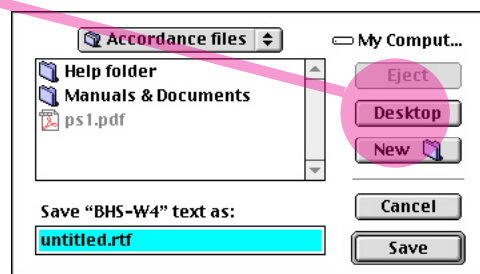 Accordance files
My Comput...
Help folder
Manuals & Documents
ps1.pdf
Eject
Desktop
New
Save “BHS-W4” text as:
untitled.rtf
Cancel
Save